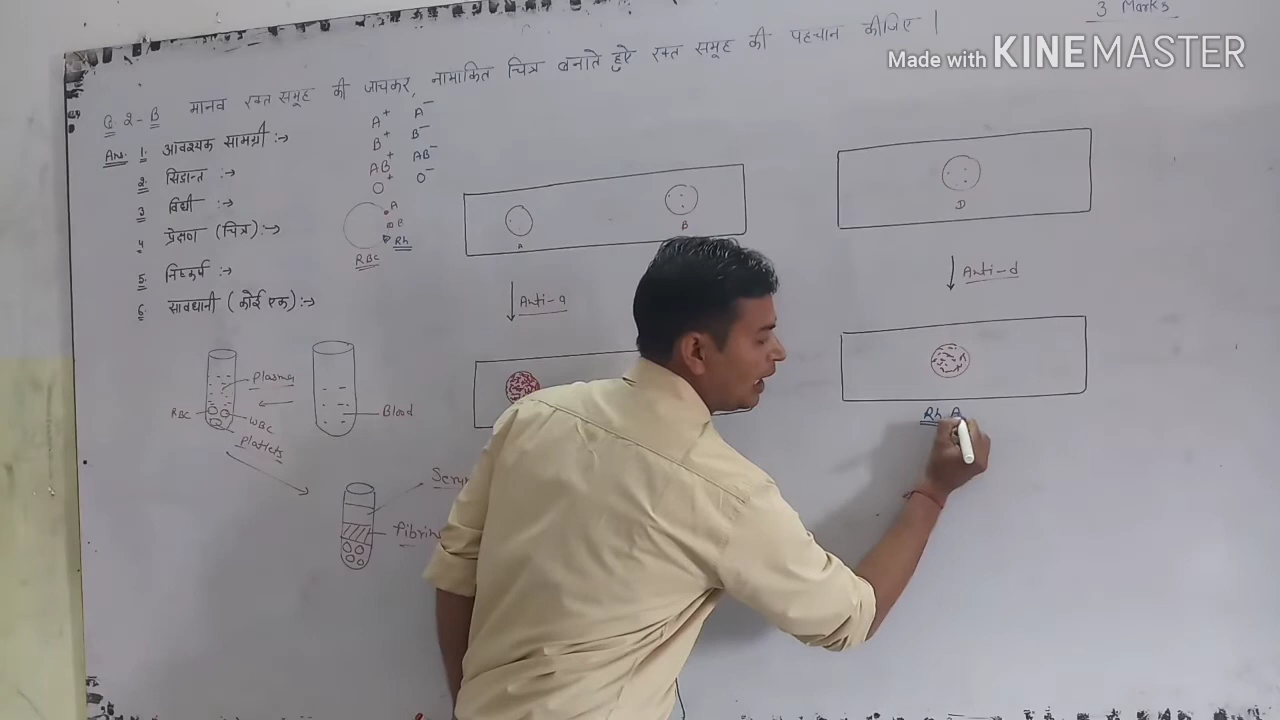 3 Marks
Made with KINEMASTER
Q. 2-B मानव रक्त समूह की जांचकर, नामांकित चित्र बनाते हुऐ रक्त समूह की पहचान कीजिए ।
Ans: 1. आवश्यक सामग्री :->
2. सिद्धान्त :->
3. विधी :->
4. प्रेक्षण (चित्र) :->
5. निष्कर्ष :->
6. सावधानी (कोई एक) :->
A+ A-
B+ B-
AB+ AB-
O+ O-
A
B
Rh
RBC
A B
D
Anti-a
Anti-d
Rh A
Plasma
RBC
WBC
Platlets
Blood
Fibrin